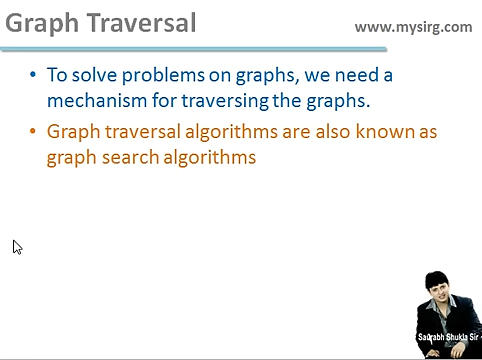 Graph Traversal
www.mysirg.com
• To solve problems on graphs, we need a
mechanism for traversing the graphs.
• Graph traversal algorithms are also known as
graph search algorithms
Saurabh Shukla Sir